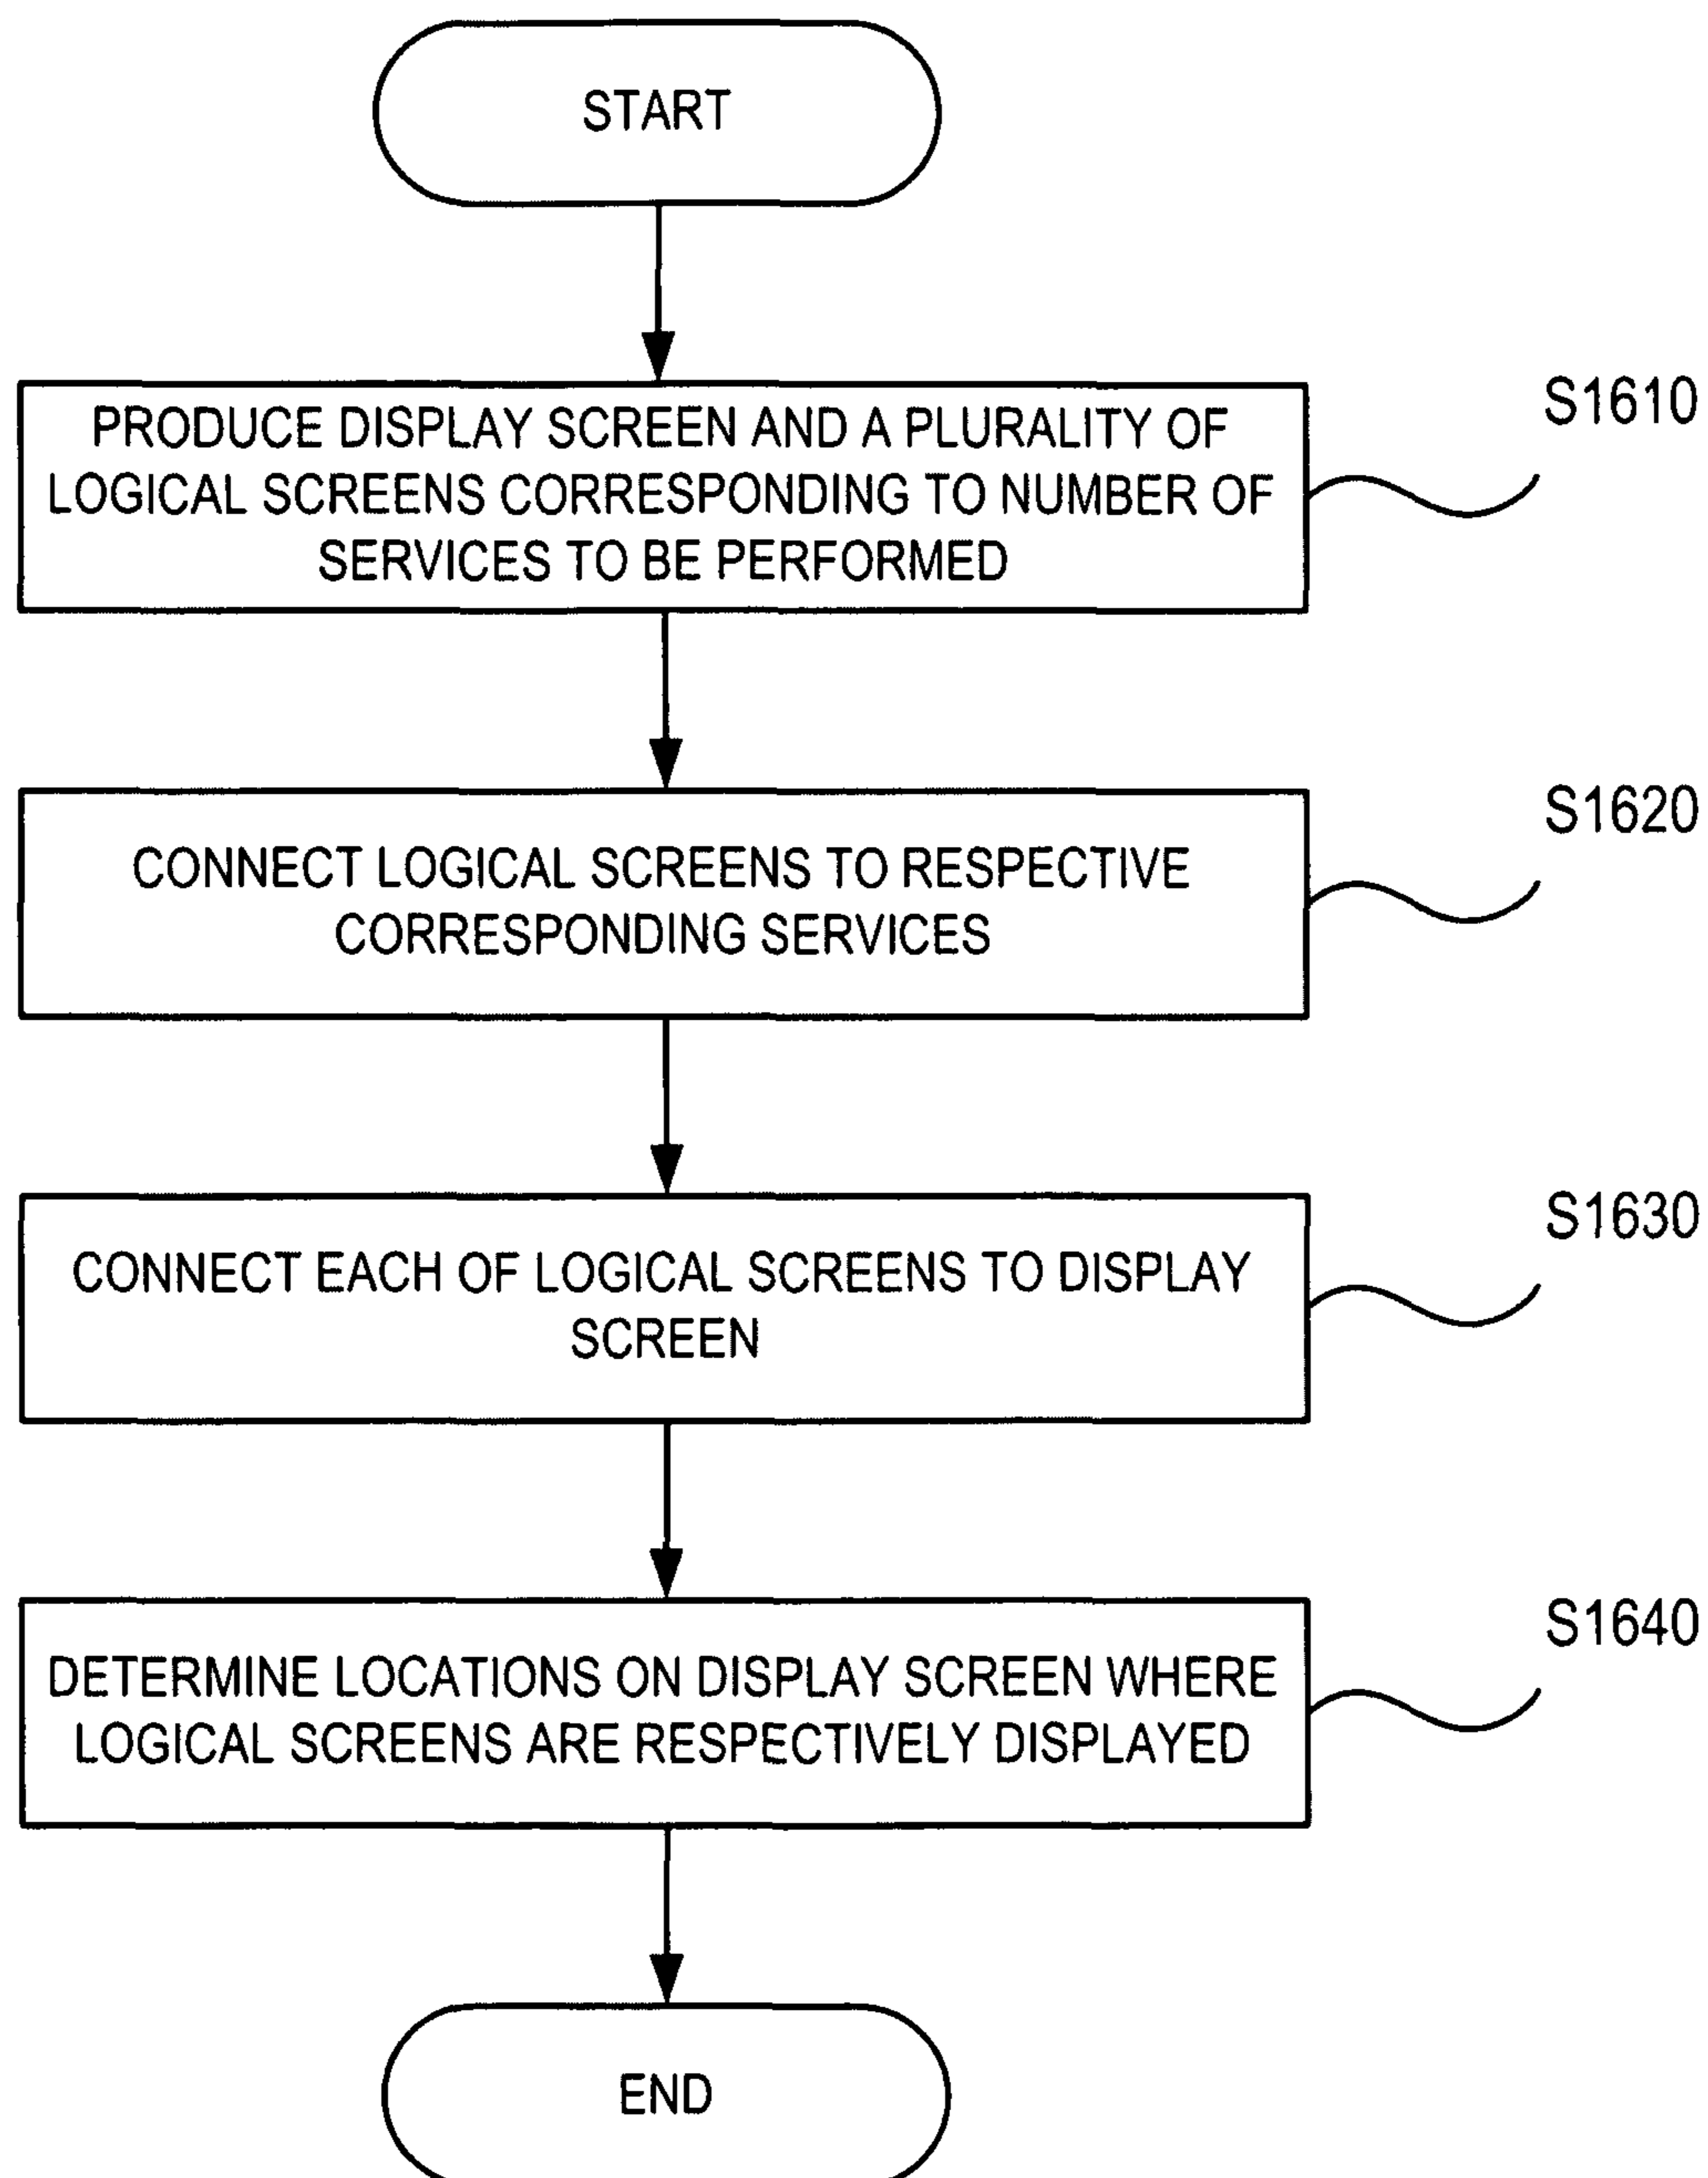 START
PRODUCE DISPLAY SCREEN AND A PLURALITY OF
LOGICAL SCREENS CORRESPONDING TO NUMBER OF
SERVICES TO BE PERFORMED
S1610
CONNECT LOGICAL SCREENS TO RESPECTIVE
CORRESPONDING SERVICES
S1620
CONNECT EACH OF LOGICAL SCREENS TO DISPLAY
SCREEN
S1630
DETERMINE LOCATIONS ON DISPLAY SCREEN WHERE
LOGICAL SCREENS ARE RESPECTIVELY DISPLAYED
S1640
END